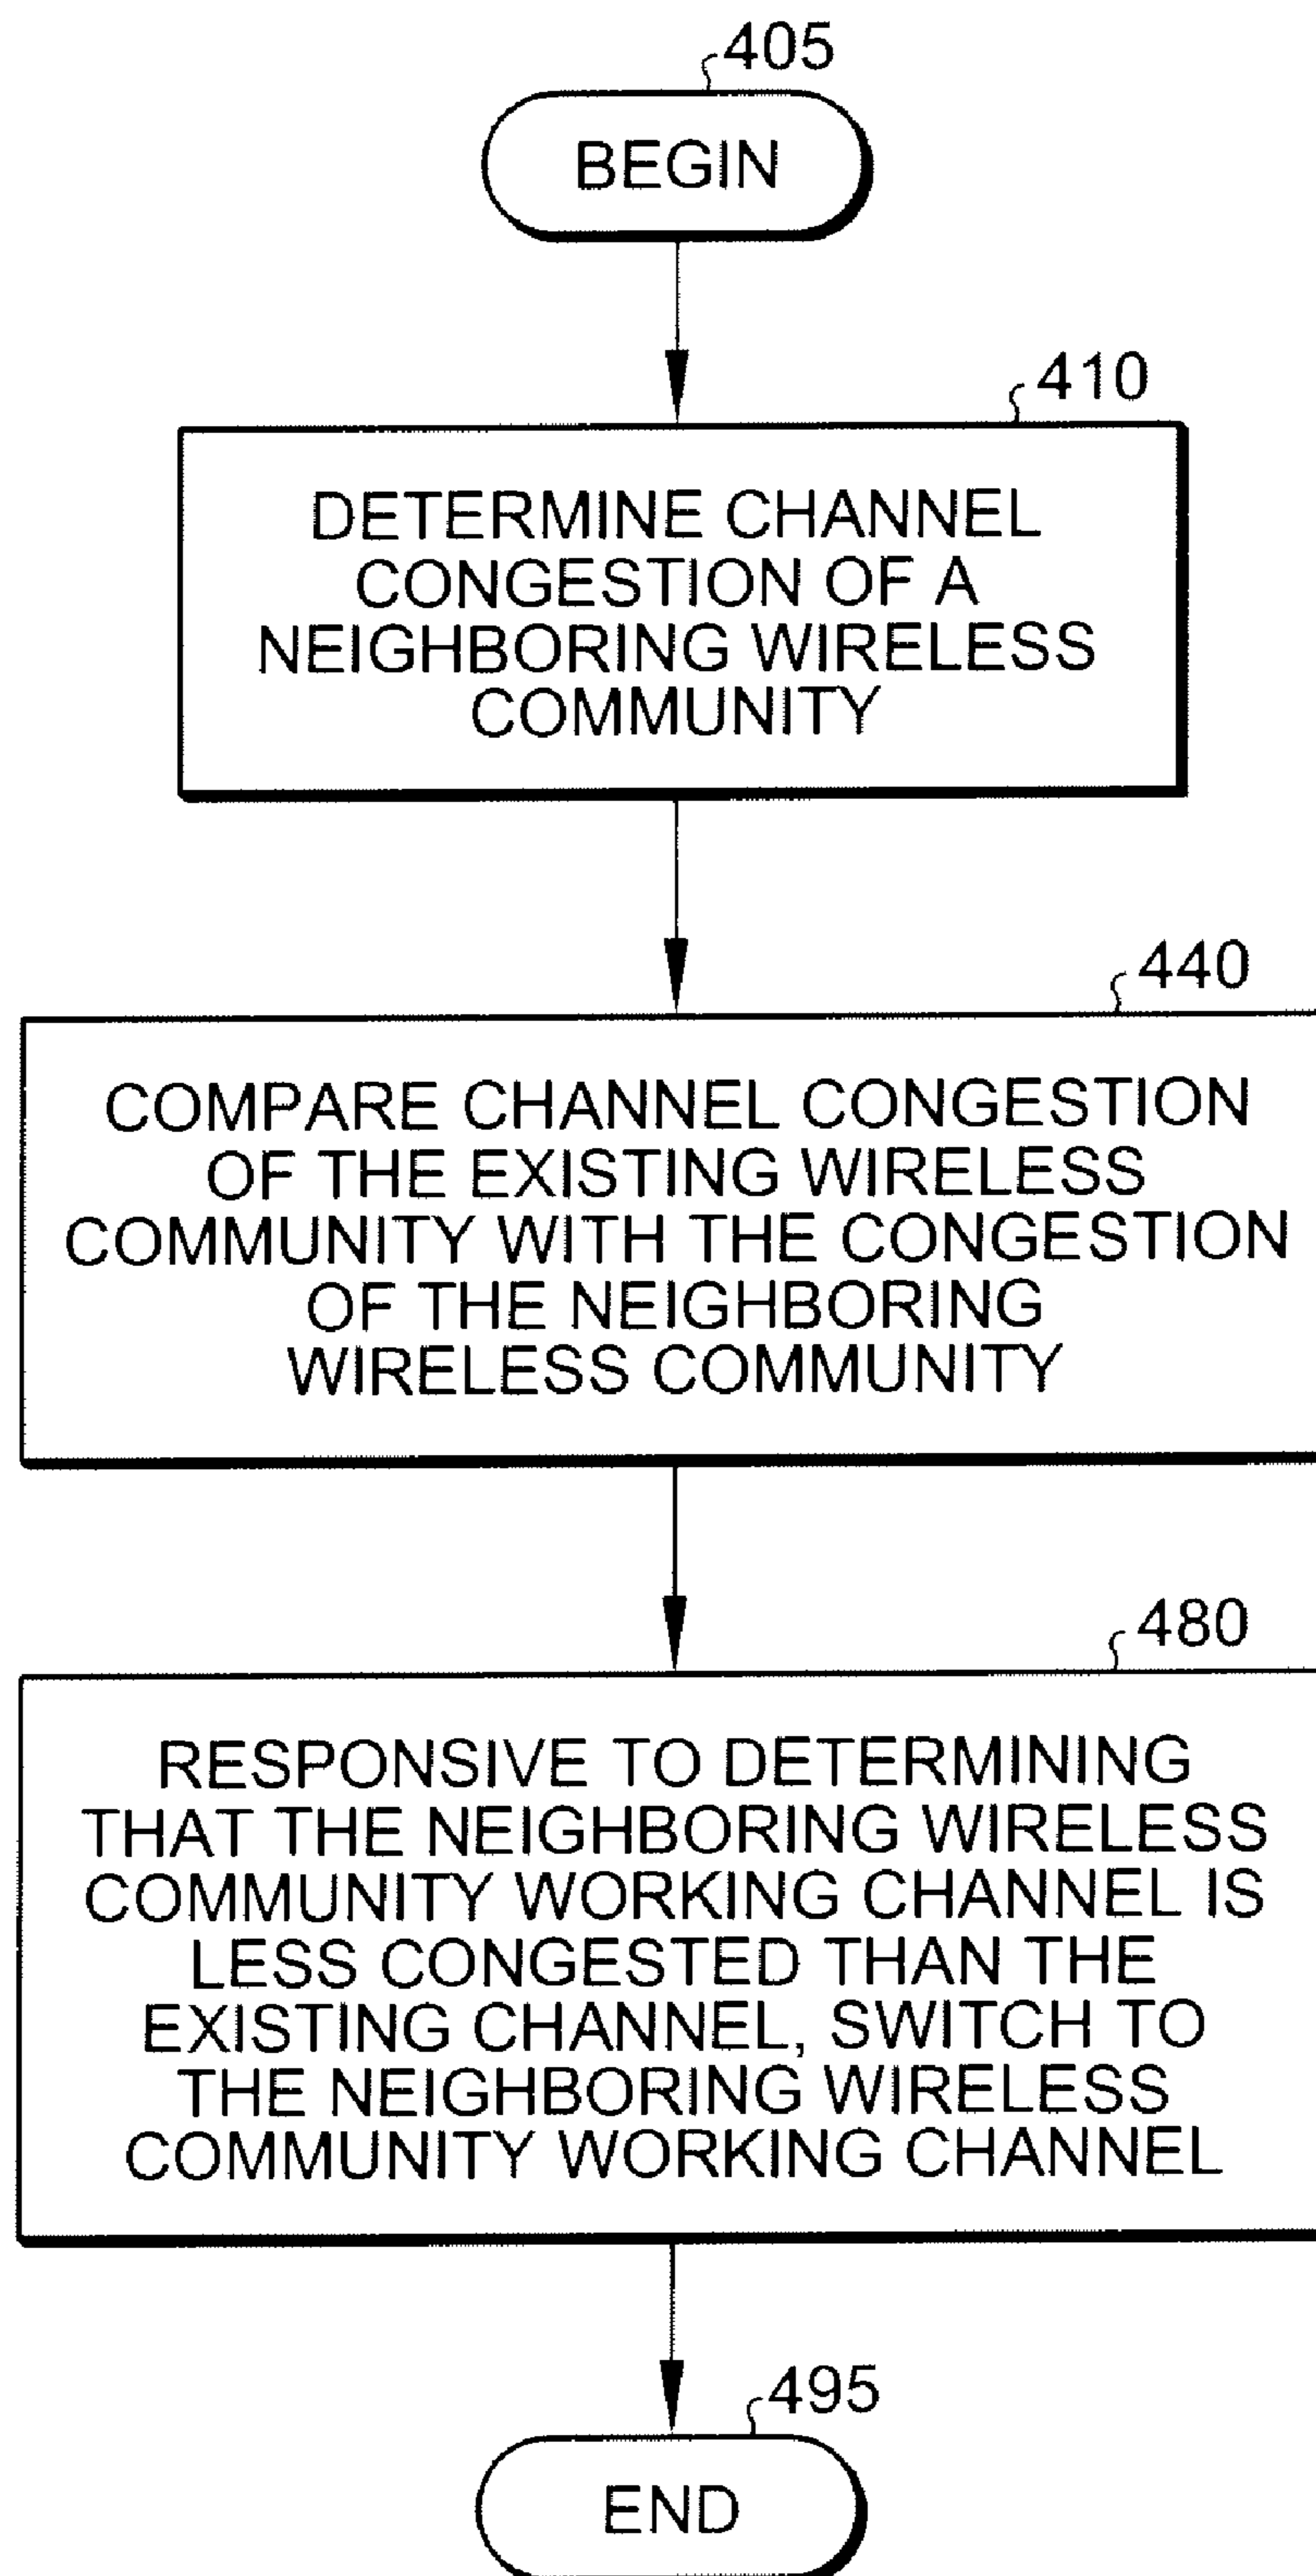 405
BEGIN
410
DETERMINE CHANNEL
CONGESTION OF A
NEIGHBORING WIRELESS
COMMUNITY
440
COMPARE CHANNEL CONGESTION
OF THE EXISTING WIRELESS
COMMUNITY WITH THE CONGESTION
OF THE NEIGHBORING
WIRELESS COMMUNITY
480
RESPONSIVE TO DETERMINING
THAT THE NEIGHBORING WIRELESS
COMMUNITY WORKING CHANNEL IS
LESS CONGESTED THAN THE
EXISTING CHANNEL, SWITCH TO
THE NEIGHBORING WIRELESS
COMMUNITY WORKING CHANNEL
495
END